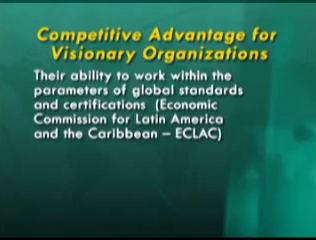 Competitive Advantage for
Visionary Organizations
Their ability to work within the
parameters of global standards
and certifications (Economic
Commission for Latin America
and the Caribbean – ECLAC)